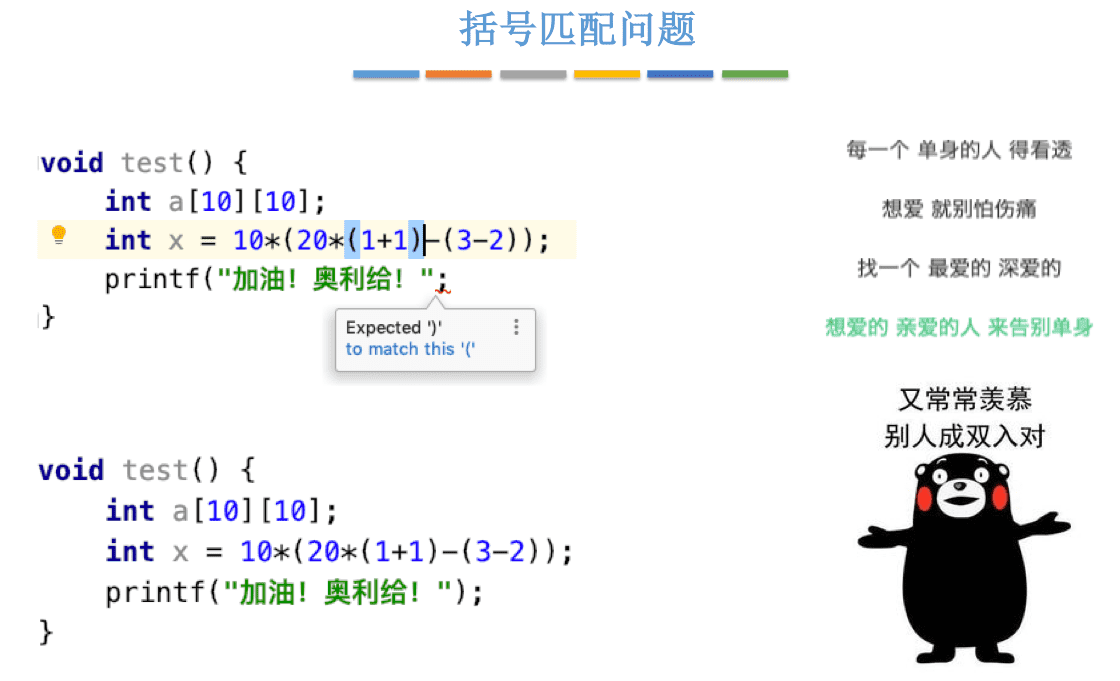 括号匹配问题
void test() {
int a[10][10];
int x = 10*(20*(1+1)-(3-2));
printf("加油！奥利给！";
}
Expected ')'
to match this '('
void test() {
int a[10][10];
int x = 10*(20*(1+1)-(3-2));
printf("加油！奥利给！");
}
每一个 单身的人 得看透
想爱 就别怕伤痛
找一个 最爱的 深爱的
想爱的 亲爱的人 来告别单身
又常常羡慕
别人成双入对